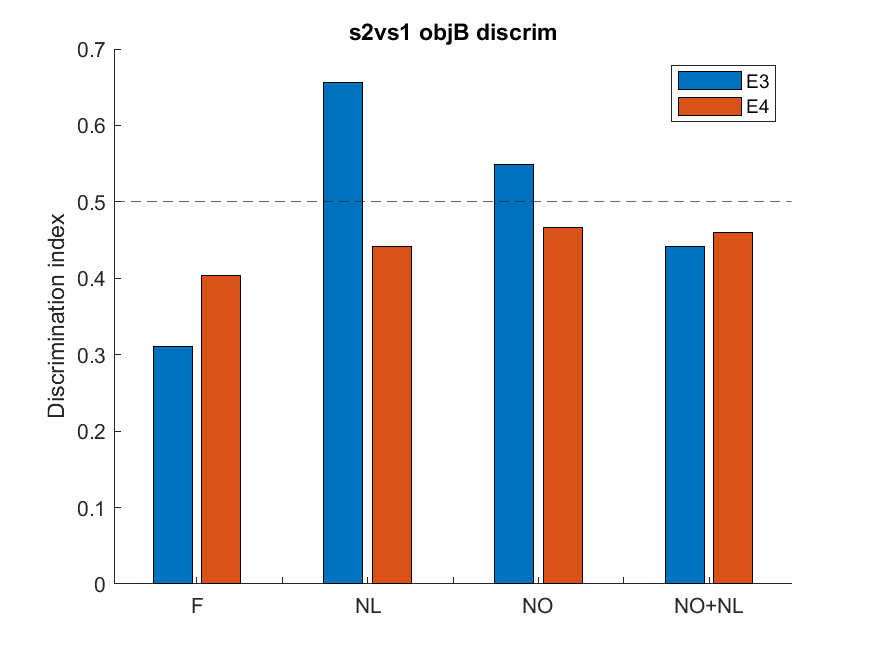 s2vs1 objB discrim
E3
E4
Discrimination index
0.7
0.6
0.5
0.4
0.3
0.2
0.1
0
F
NL
NO
NO+NL